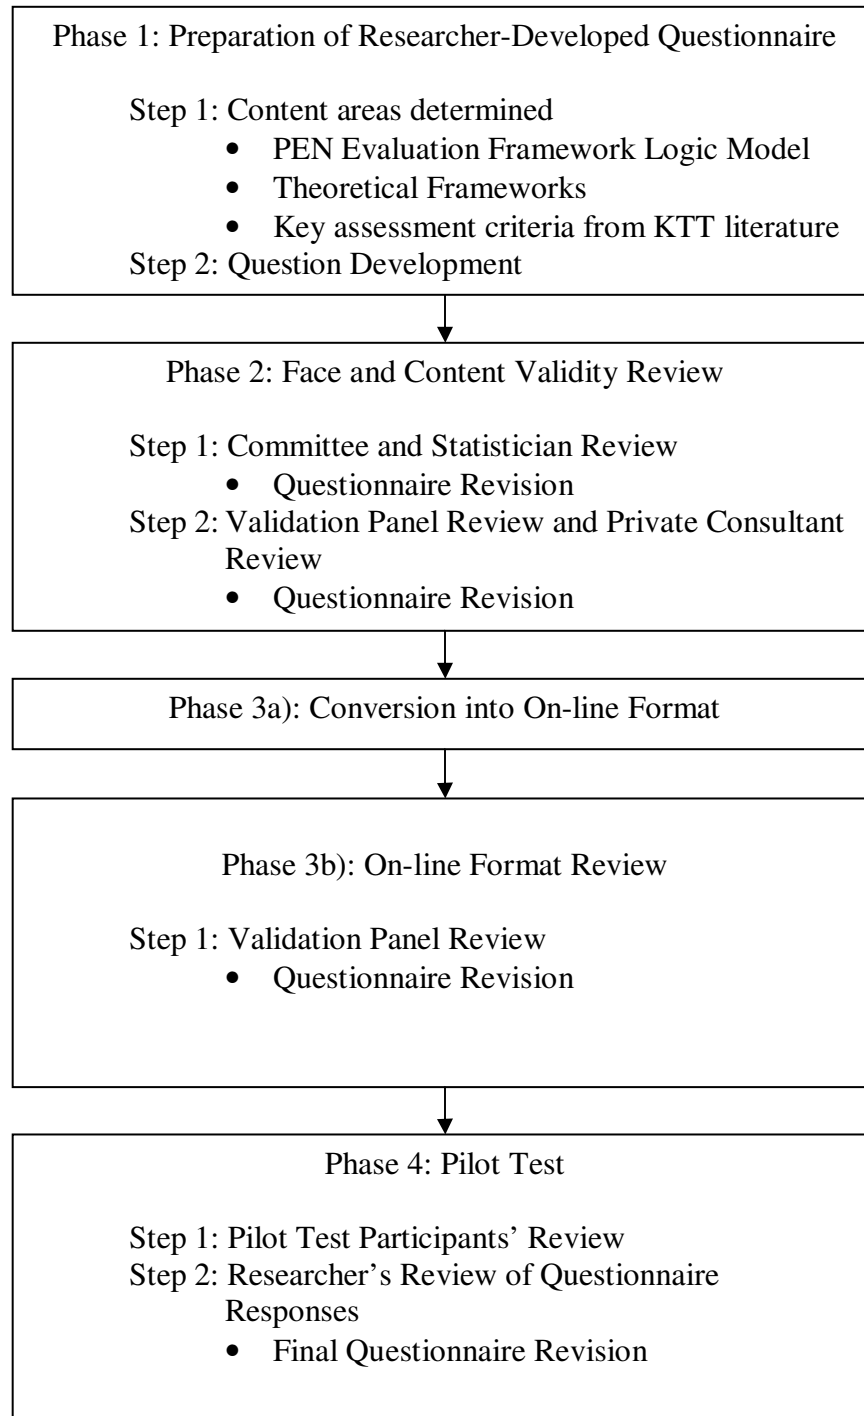 Phase 1: Preparation of Researcher-Developed Questionnaire
Step 1: Content areas determined
• PEN Evaluation Framework Logic Model
• Theoretical Frameworks
• Key assessment criteria from KTT literature
Step 2: Question Development
Phase 2: Face and Content Validity Review
Step 1: Committee and Statistician Review
• Questionnaire Revision
Step 2: Validation Panel Review and Private Consultant
Review
• Questionnaire Revision
Phase 3a): Conversion into On-line Format
Phase 3b): On-line Format Review
Step 1: Validation Panel Review
• Questionnaire Revision
Phase 4: Pilot Test
Step 1: Pilot Test Participants’ Review
Step 2: Researcher’s Review of Questionnaire
Responses
• Final Questionnaire Revision